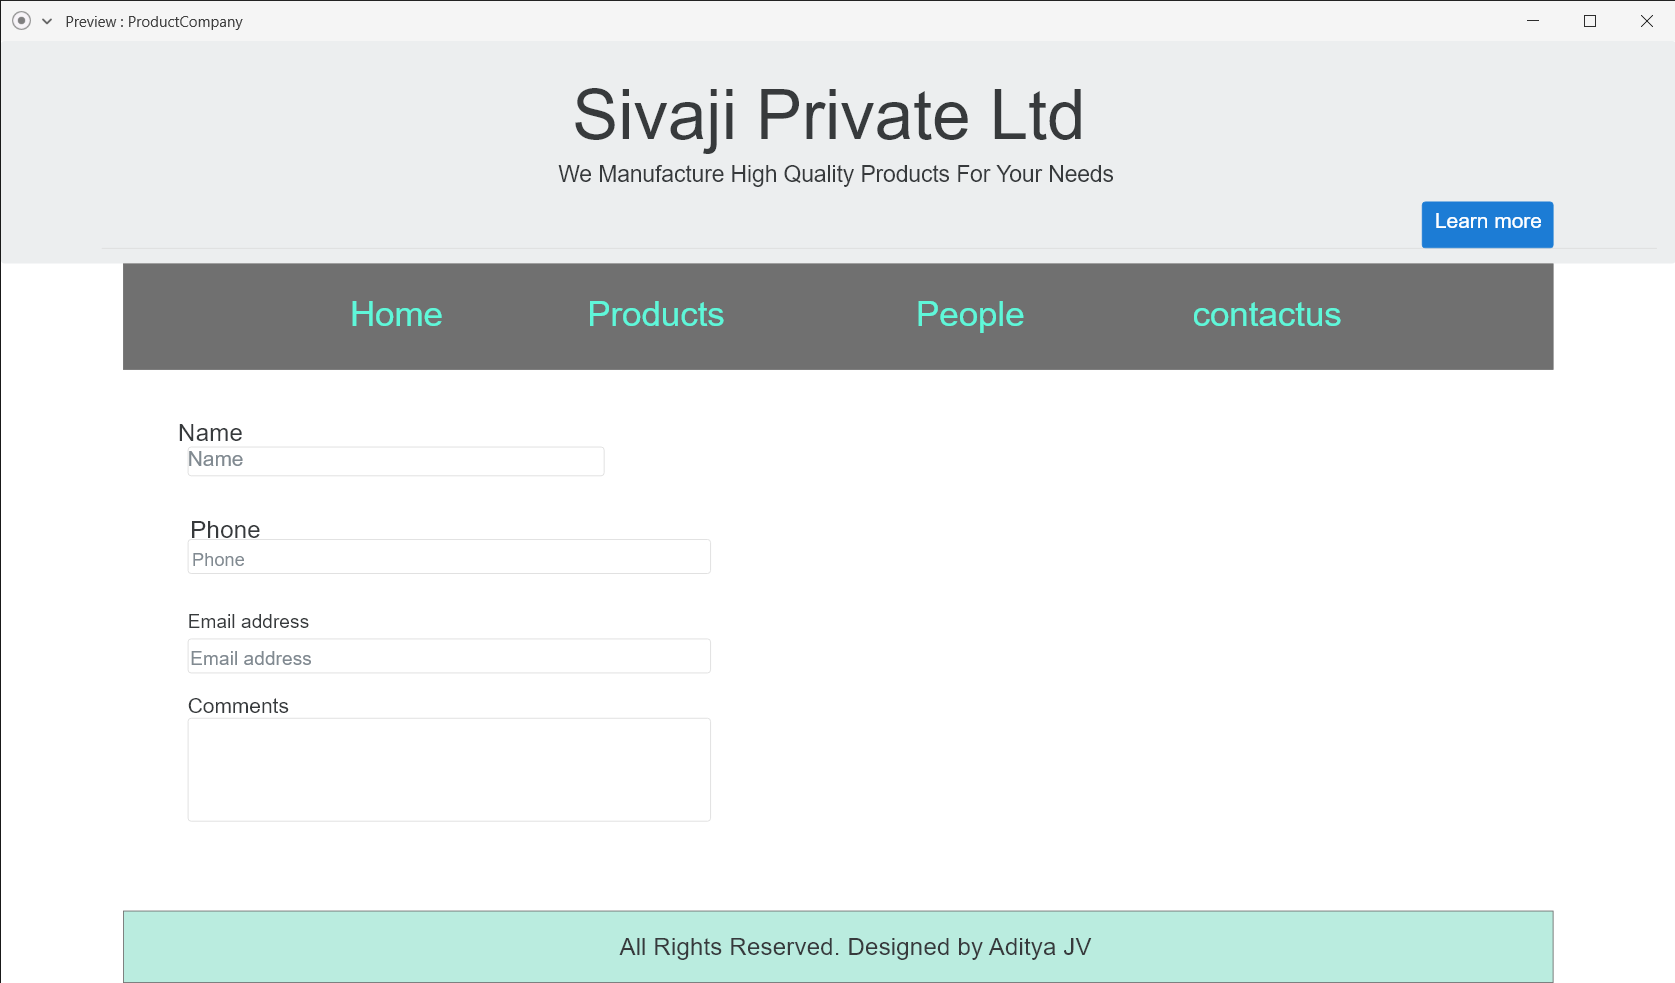 Preview : ProductCompany
Sivaji Private Ltd
We Manufacture High Quality Products For Your Needs
Learn more
Home Products People contactus
Name
Name
Phone
Phone
Email address
Email address
Comments
All Rights Reserved. Designed by Aditya JV